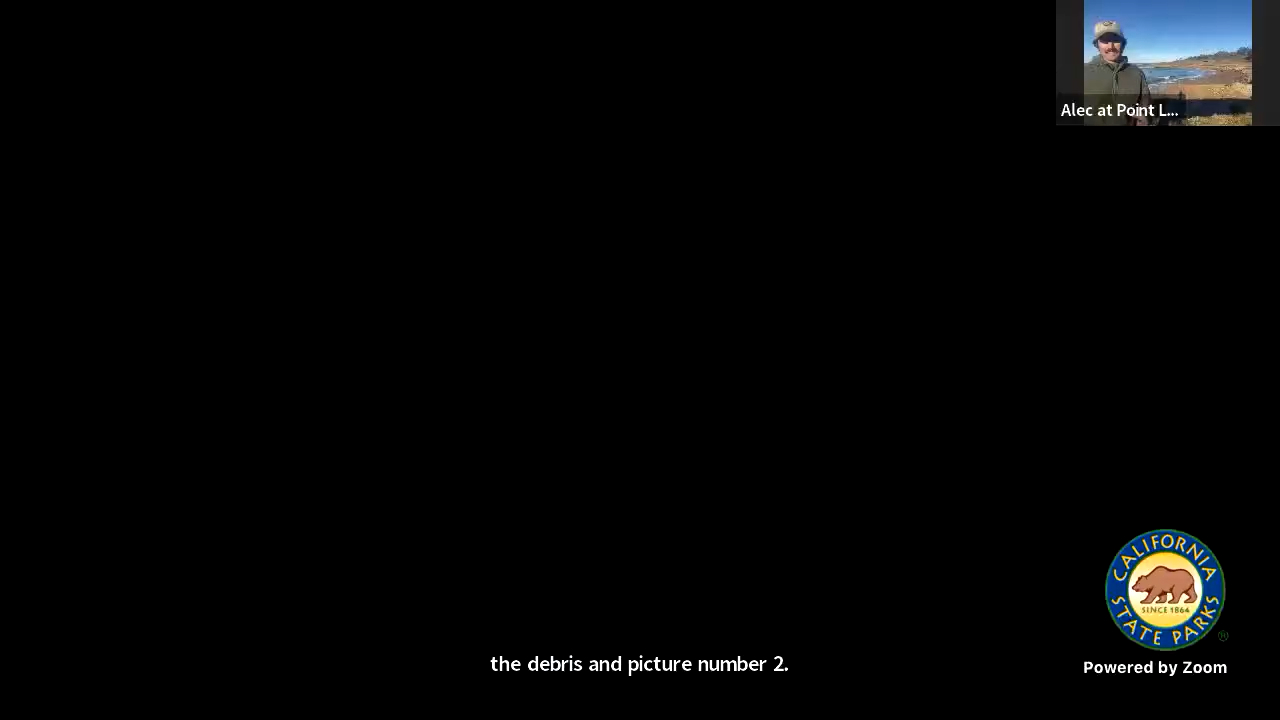 Alec at Point L...
CALIFORNIA
SINCE 1864
STATE PARKS
®
the debris and picture number 2.
Powered by Zoom